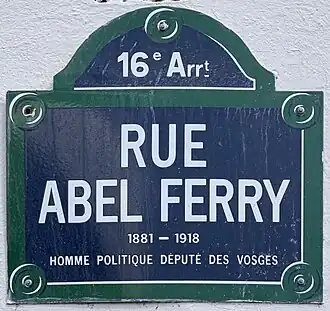 16e Arrt
RUE
ABEL FERRY
1881 - 1918
HOMME POLITIQUE DÉPUTÉ DES VOSGES